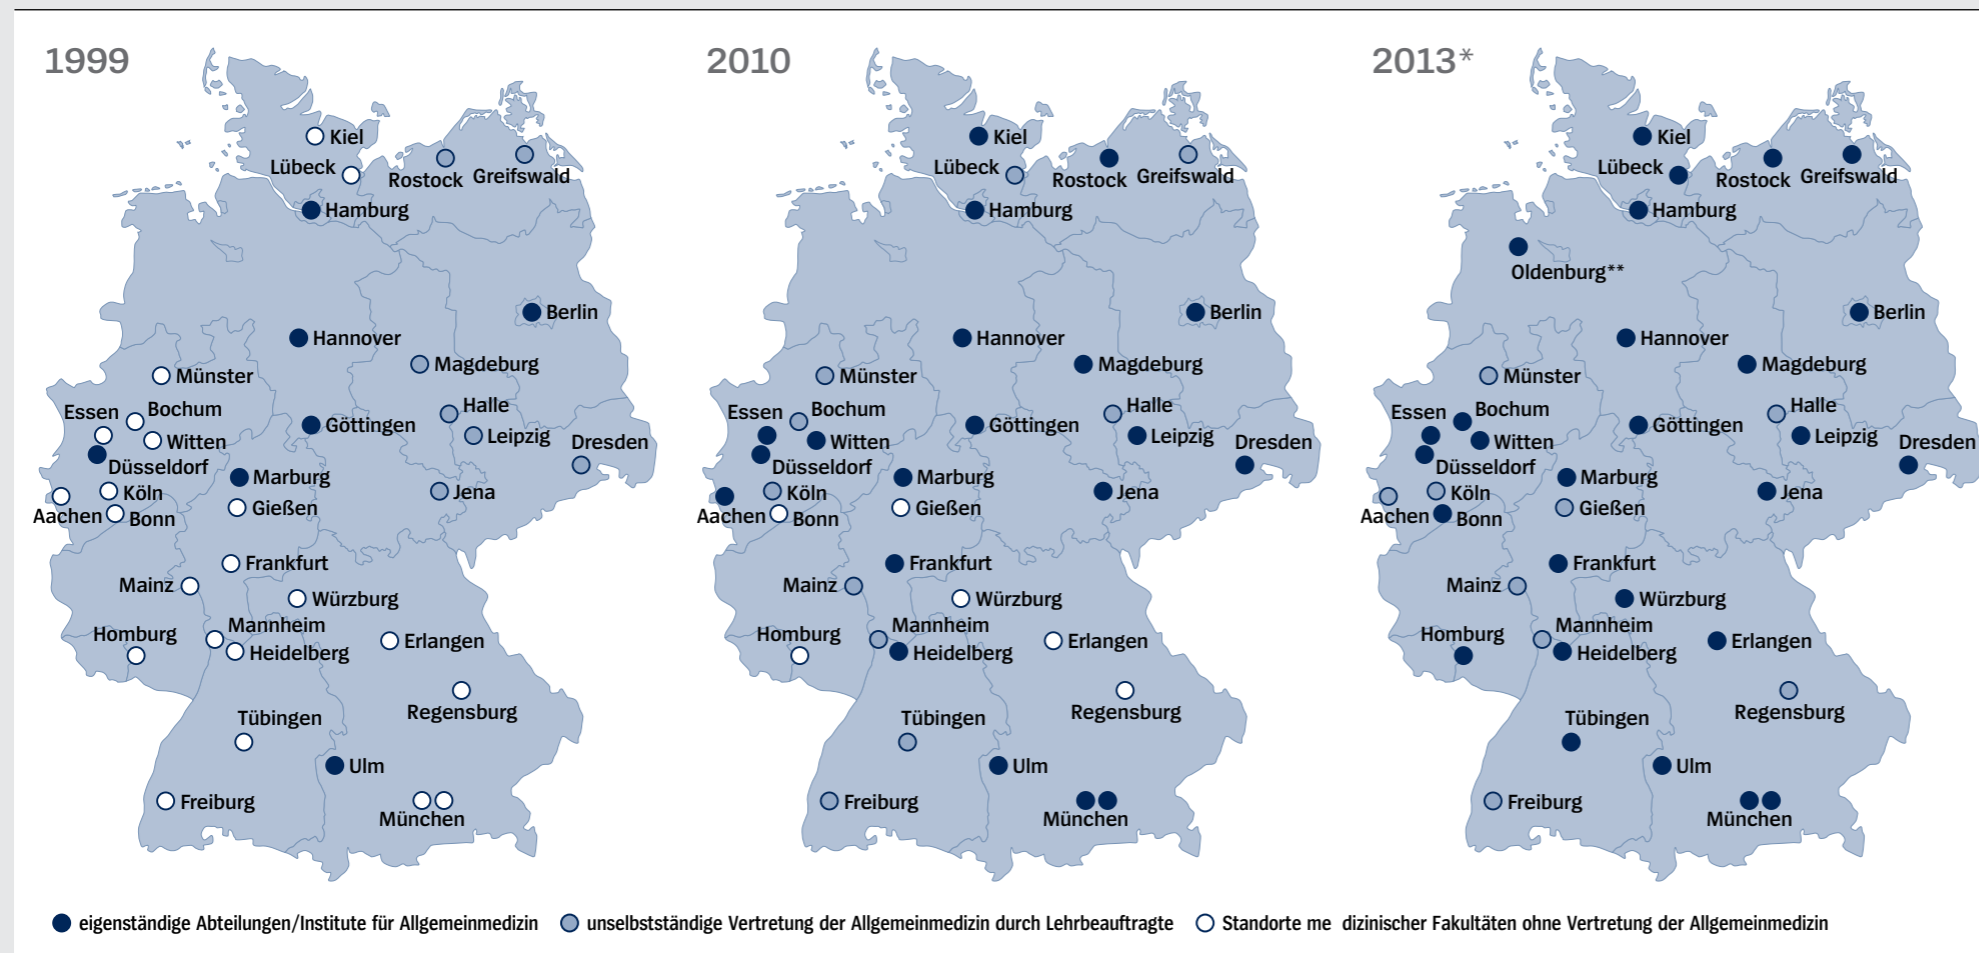 1999
Kiel
Lübeck
Rostock
Greifswald
Hamburg
Berlin
Hannover
Magdeburg
Münster
Essen
Bochum
Halle
Witten
Göttingen
Leipzig
Dresden
Düsseldorf
Marburg
Köln
Jena
Aachen
Bonn
Gießen
Frankfurt
Mainz
Würzburg
Homburg
Mannheim
Erlangen
Heidelberg
Regensburg
Tübingen
Ulm
Freiburg
München
2010
Kiel
Lübeck
Rostock
Greifswald
Hamburg
Berlin
Hannover
Magdeburg
Münster
Essen
Bochum
Halle
Witten
Göttingen
Leipzig
Dresden
Düsseldorf
Marburg
Köln
Jena
Aachen
Bonn
Gießen
Frankfurt
Mainz
Würzburg
Homburg
Mannheim
Erlangen
Heidelberg
Regensburg
Tübingen
Ulm
Freiburg
München
2013*
Kiel
Lübeck
Rostock
Greifswald
Hamburg
Oldenburg**
Berlin
Hannover
Magdeburg
Münster
Essen
Bochum
Halle
Witten
Göttingen
Leipzig
Dresden
Düsseldorf
Marburg
Köln
Jena
Aachen
Bonn
Gießen
Frankfurt
Mainz
Würzburg
Homburg
Mannheim
Erlangen
Heidelberg
Regensburg
Tübingen
Ulm
Freiburg
München
eigenständige Abteilungen/Institute für Allgemeinmedizin
unselbstständige Vertretung der Allgemeinmedizin durch Lehrbeauftragte
Standorte me dizinischer Fakultäten ohne Vertretung der Allgemeinmedizin